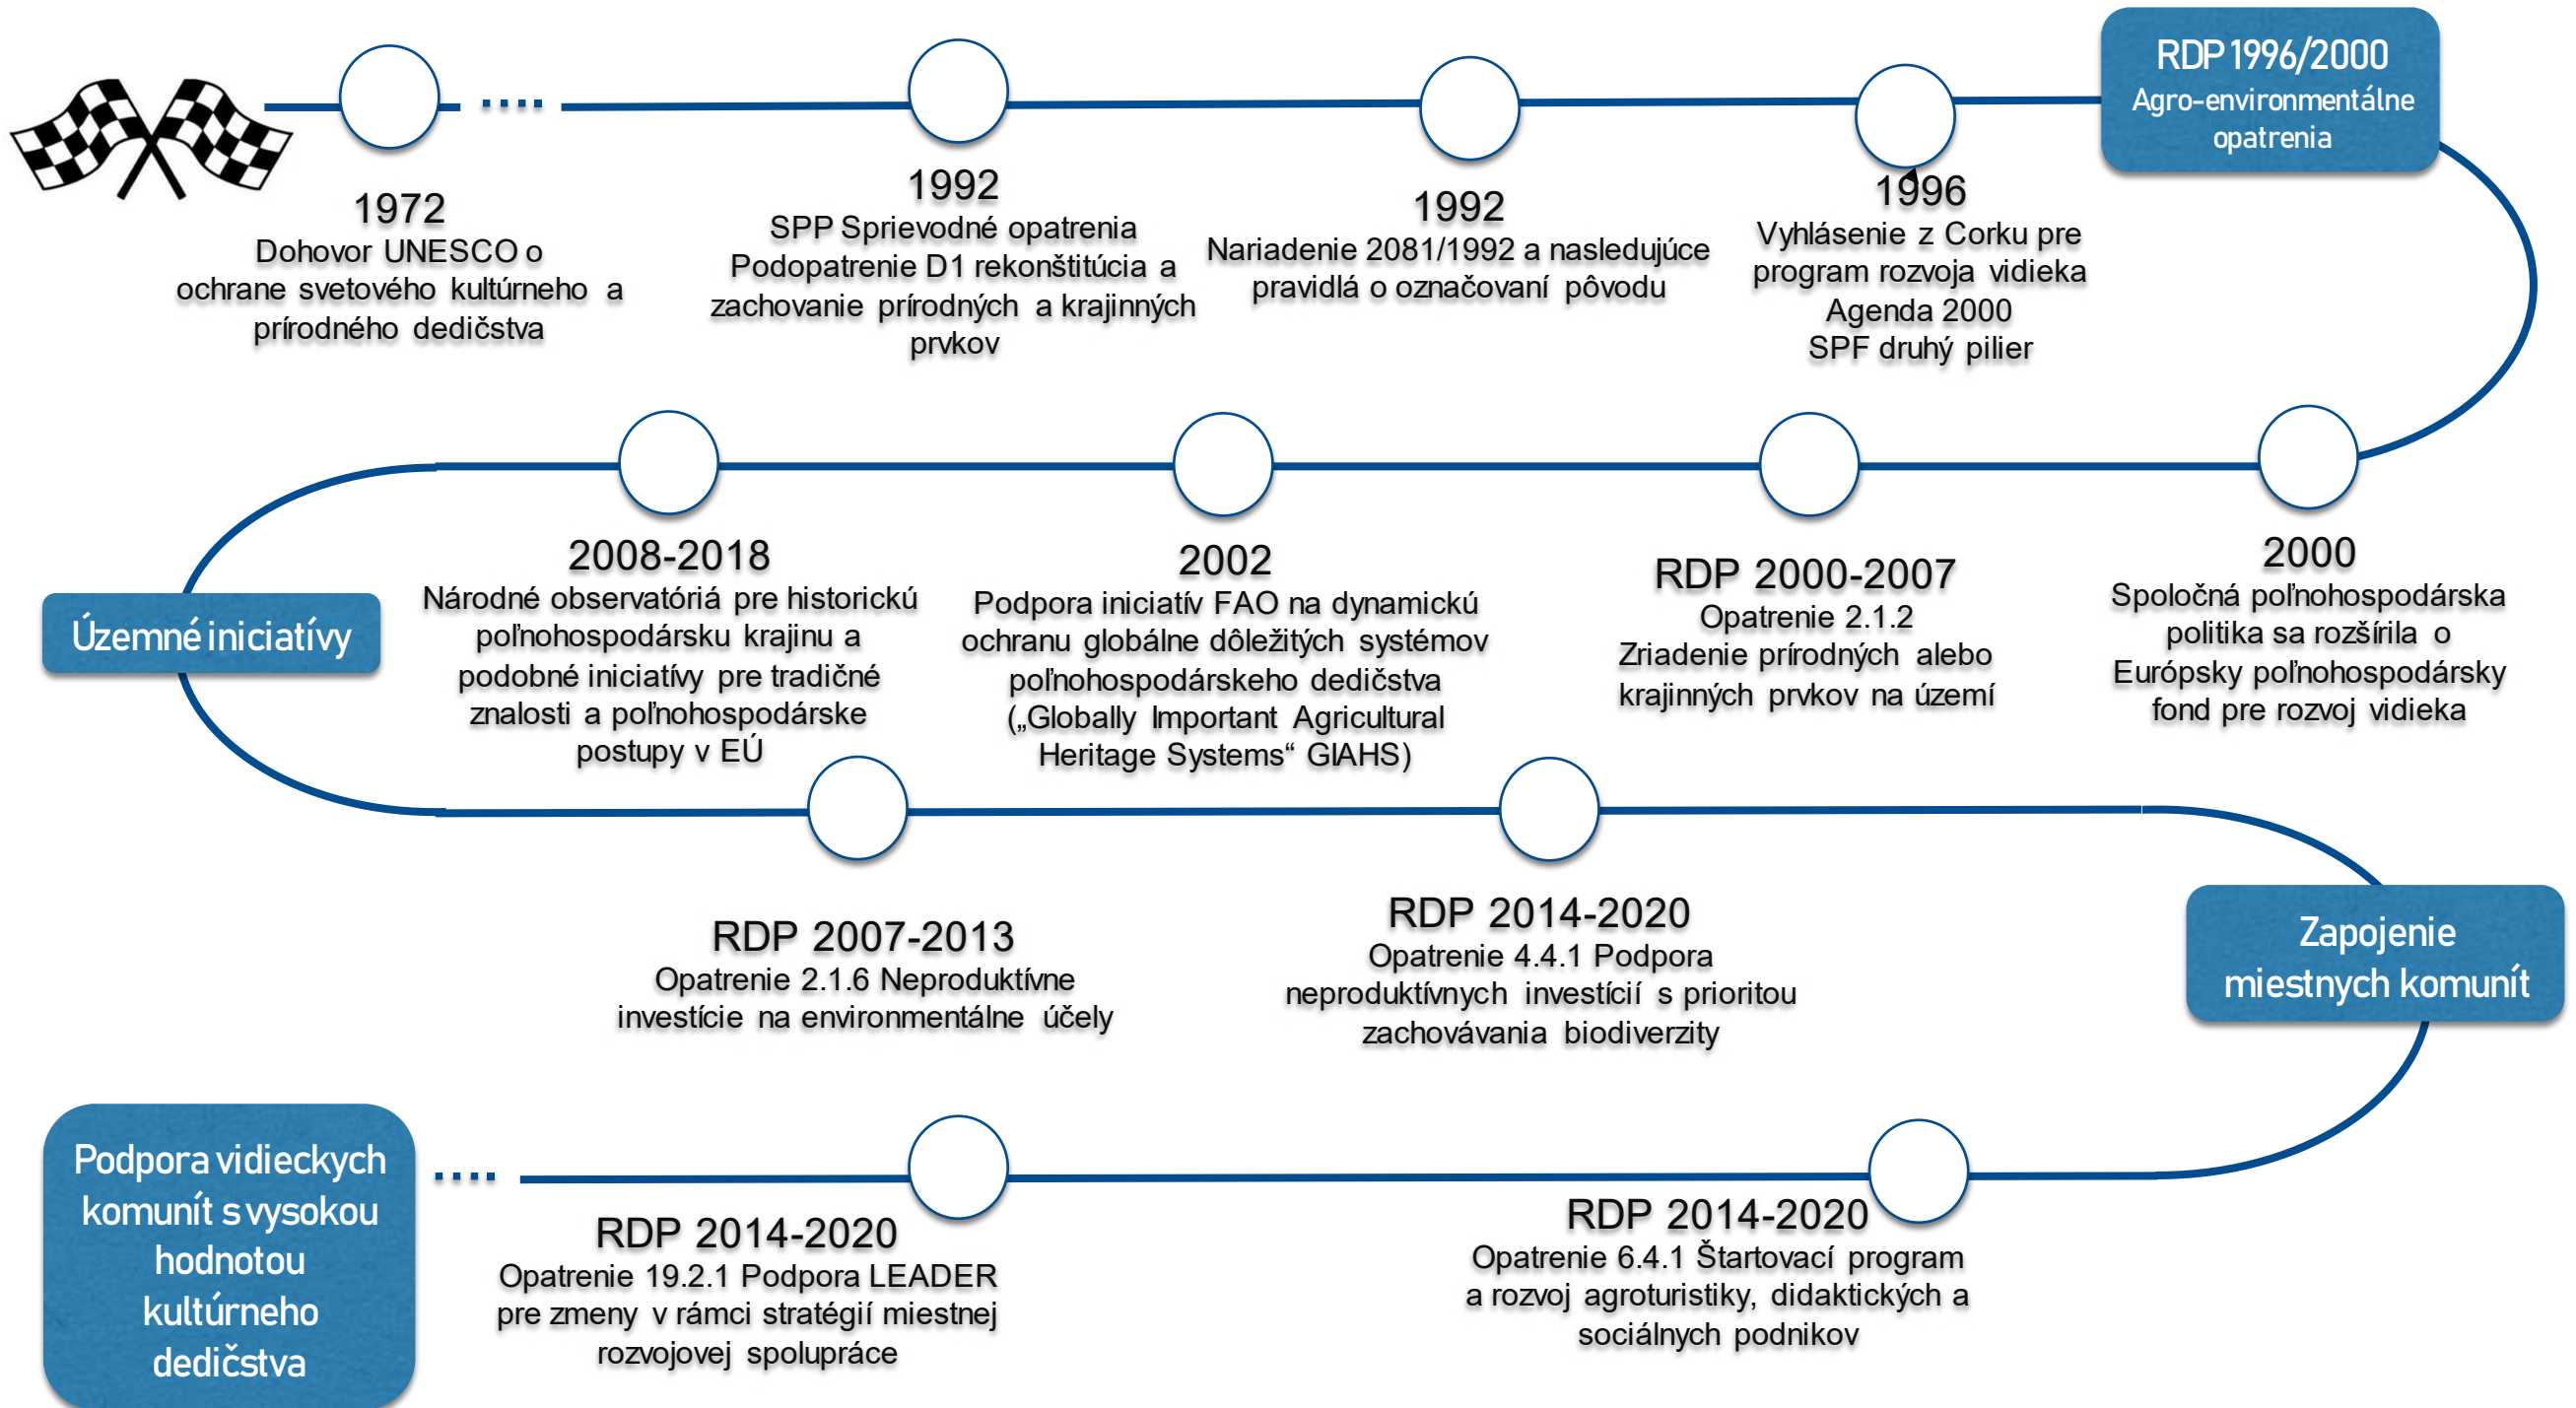 1972
Dohovor UNESCO o
ochrane svetového kultúrneho a
prírodného dedičstva
1992
SPP Sprievodné opatrenia
Podopatrenie D1 rekonštitúcia a
zachovanie prírodných a krajinných
prvkov
1992
Nariadenie 2081/1992 a nasledujúce
pravidlá o označovaní pôvodu
1996
Vyhlásenie z Corku pre
program rozvoja vidieka
Agenda 2000
SPF druhý pilier
RDP 1996/2000
Agro-environmentálne
opatrenia
2000
Spoločná poľnohospodárska
politika sa rozšírila o
Európsky poľnohospodársky
fond pre rozvoj vidieka
RDP 2000-2007
Opatrenie 2.1.2
Zriadenie prírodných alebo
krajinných prvkov na území
2002
Podpora iniciatív FAO na dynamickú
ochranu globálne dôležitých systémov
poľnohospodárskeho dedičstva
(„Globally Important Agricultural
Heritage Systems“ GIAHS)
2008-2018
Národné observatóriá pre historickú
poľnohospodársku krajinu a
podobné iniciatívy pre tradičné
znalosti a poľnohospodárske
postupy v EÚ
Územné iniciatívy
RDP 2007-2013
Opatrenie 2.1.6 Neproduktívne
investície na environmentálne účely
RDP 2014-2020
Opatrenie 4.4.1 Podpora
neproduktívnych investícií s prioritou
zachovávania biodiverzity
Zapojenie
miestnych komunít
RDP 2014-2020
Opatrenie 6.4.1 Štartovací program
a rozvoj agroturistiky, didaktických a
sociálnych podnikov
RDP 2014-2020
Opatrenie 19.2.1 Podpora LEADER
pre zmeny v rámci stratégií miestnej
rozvojovej spolupráce
Podpora vidieckych
komunít s vysokou
hodnotou
kultúrneho
dedičstva